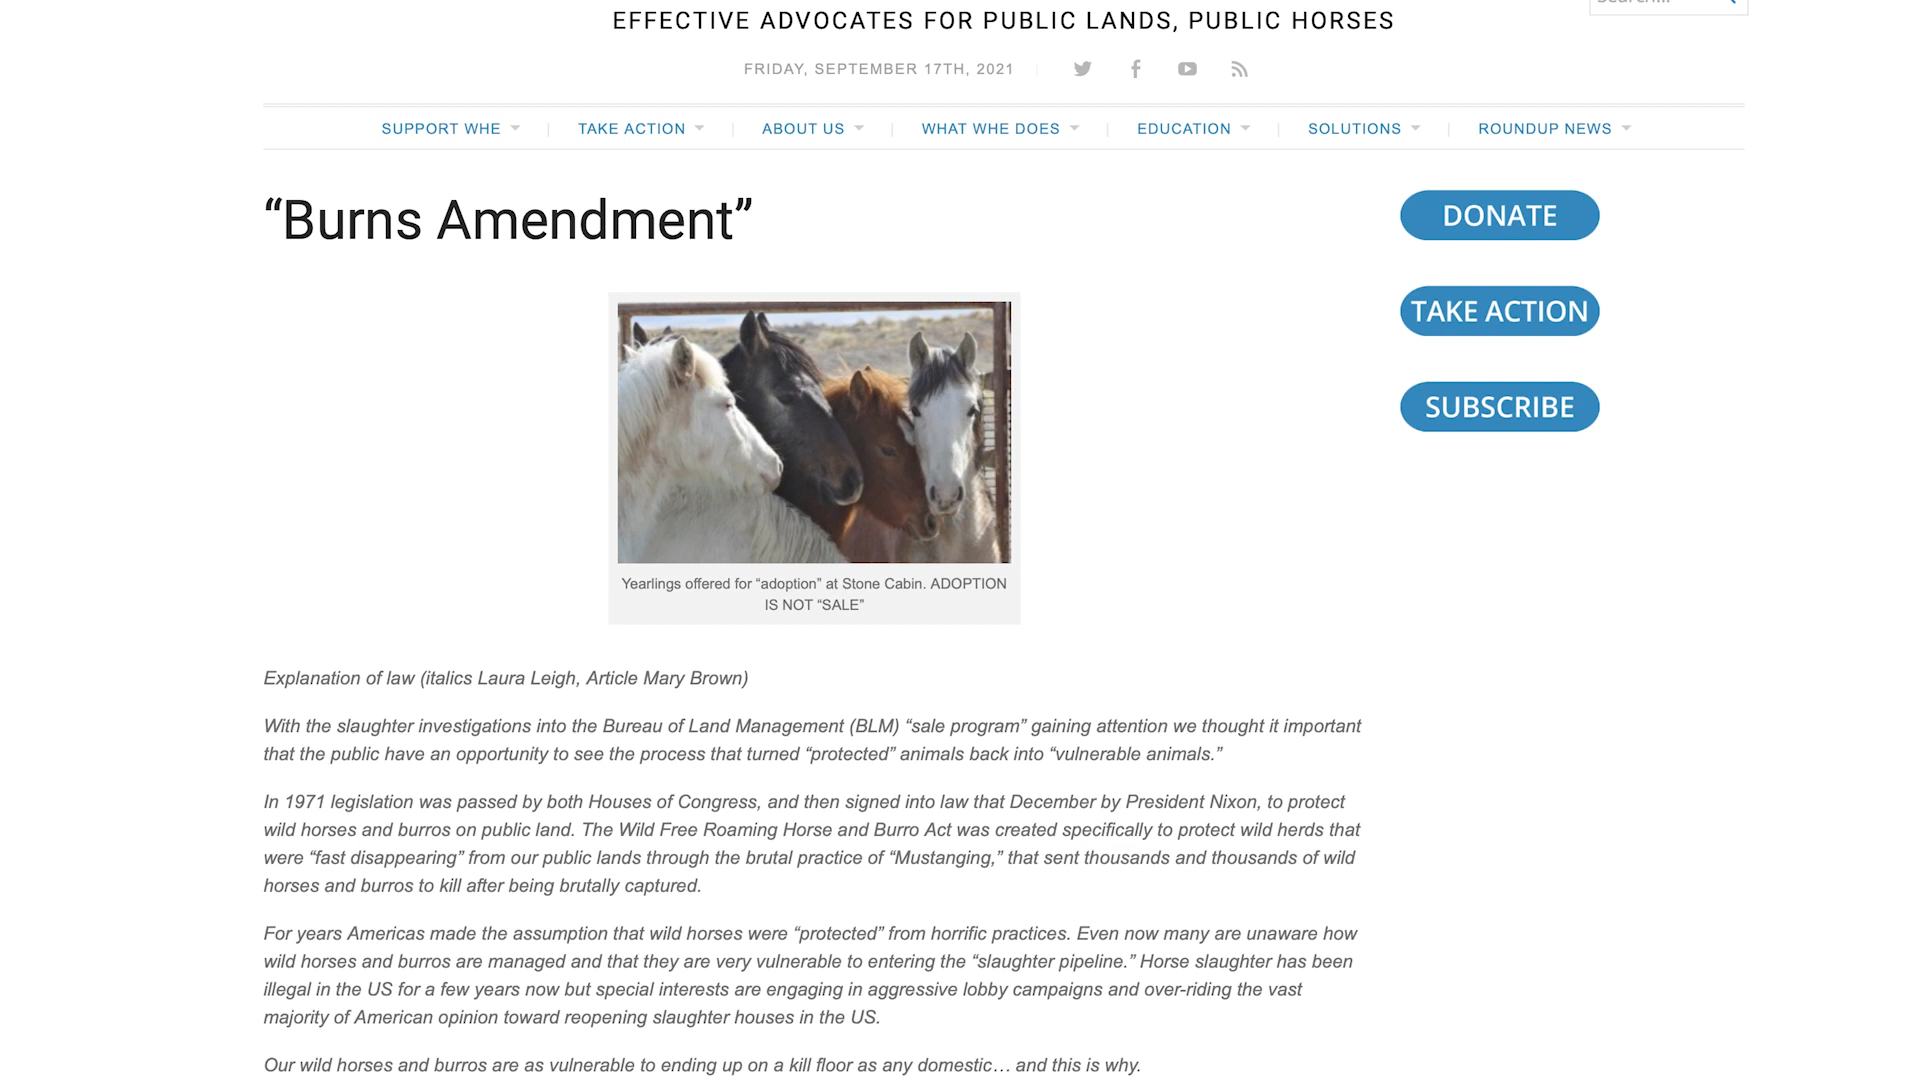 EFFECTIVE ADVOCATES FOR PUBLIC LANDS, PUBLIC HORSES
FRIDAY, SEPTEMBER 17TH, 2021
SUPPORT WHE
TAKE ACTION
ABOUT US
WHAT WHE DOES
EDUCATION
SOLUTIONS
ROUNDUP NEWS
“Burns Amendment”
DONATE
TAKE ACTION
SUBSCRIBE
Yearlings offered for “adoption” at Stone Cabin. ADOPTION
IS NOT “SALE”
Explanation of law (italics Laura Leigh, Article Mary Brown)
With the slaughter investigations into the Bureau of Land Management (BLM) “sale program” gaining attention we thought it important
that the public have an opportunity to see the process that turned “protected” animals back into “vulnerable animals.”
In 1971 legislation was passed by both Houses of Congress, and then signed into law that December by President Nixon, to protect
wild horses and burros on public land. The Wild Free Roaming Horse and Burro Act was created specifically to protect wild herds that
were “fast disappearing” from our public lands through the brutal practice of “Mustanging,” that sent thousands and thousands of wild
horses and burros to kill after being brutally captured.
For years Americas made the assumption that wild horses were “protected” from horrific practices. Even now many are unaware how
wild horses and burros are managed and that they are very vulnerable to entering the “slaughter pipeline.” Horse slaughter has been
illegal in the US for a few years now but special interests are engaging in aggressive lobby campaigns and over-riding the vast
majority of American opinion toward reopening slaughter houses in the US.
Our wild horses and burros are as vulnerable to ending up on a kill floor as any domestic… and this is why.